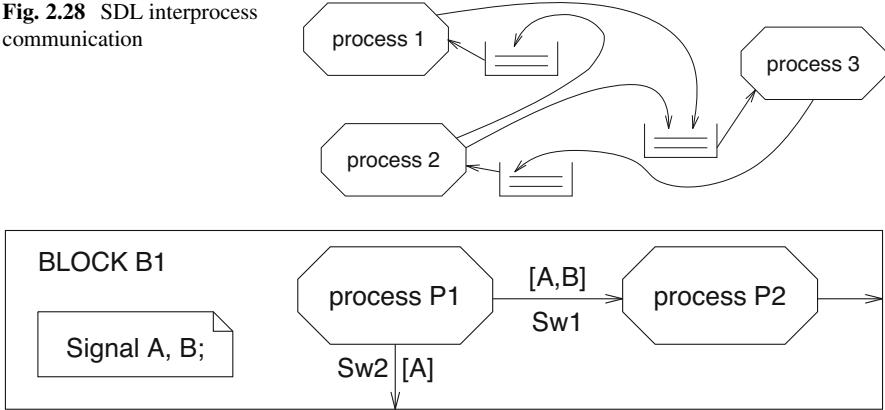 Fig. 2.28 SDL interprocess
communication
process 1
process 3
process 2
BLOCK B1
Signal A, B;
process P1
[A,B]
Sw1
process P2
Sw2 [A]